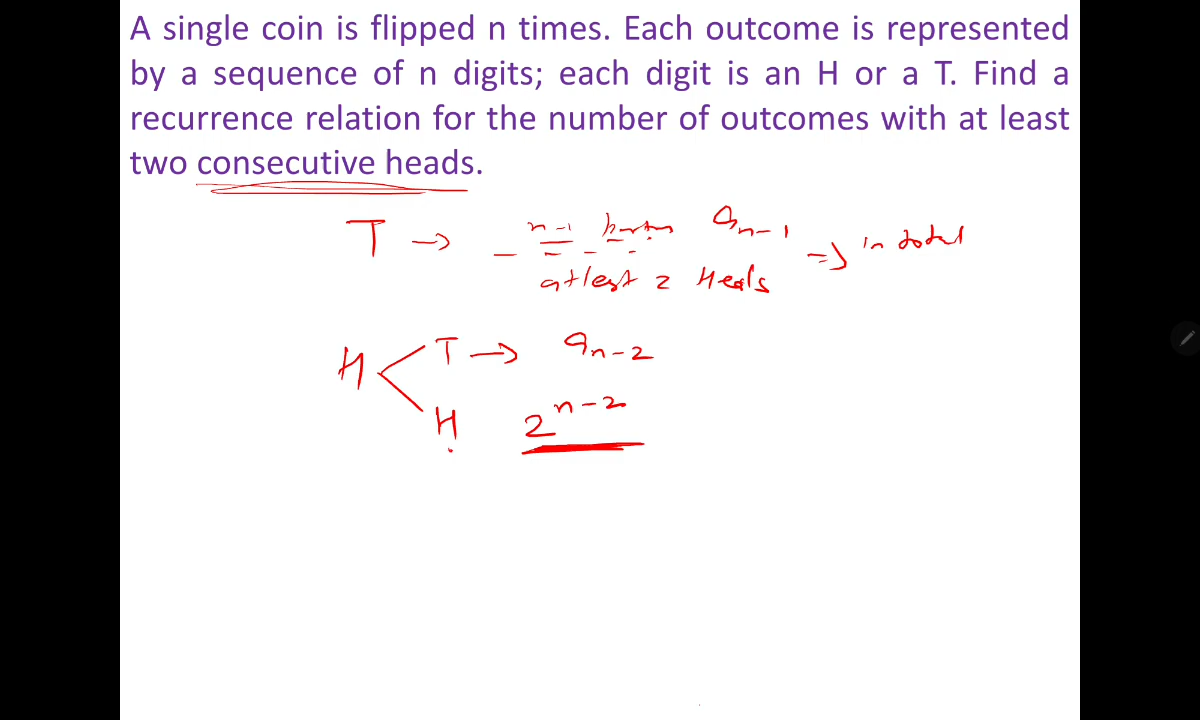 A single coin is flipped n times. Each outcome is represented
by a sequence of n digits; each digit is an H or a T. Find a
recurrence relation for the number of outcomes with at least
two consecutive heads.
T → n-1 a_{n-1} ⇒ in total
atlest 2 Heals
H T → a_{n-2}
H 2^{n-2}